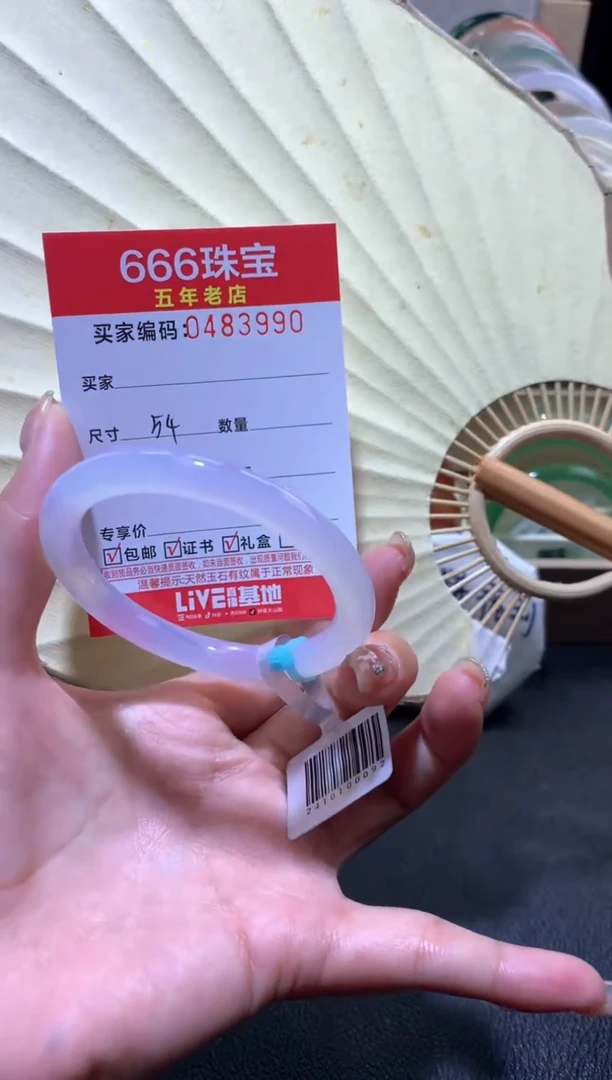 666珠宝
五年老店
买家编码:0483990
买家
尺寸 54 数量
专享价
包邮 证书 礼盒
温馨提示:天然玉石有纹属于正常现象
LiVE 基地
2410100092